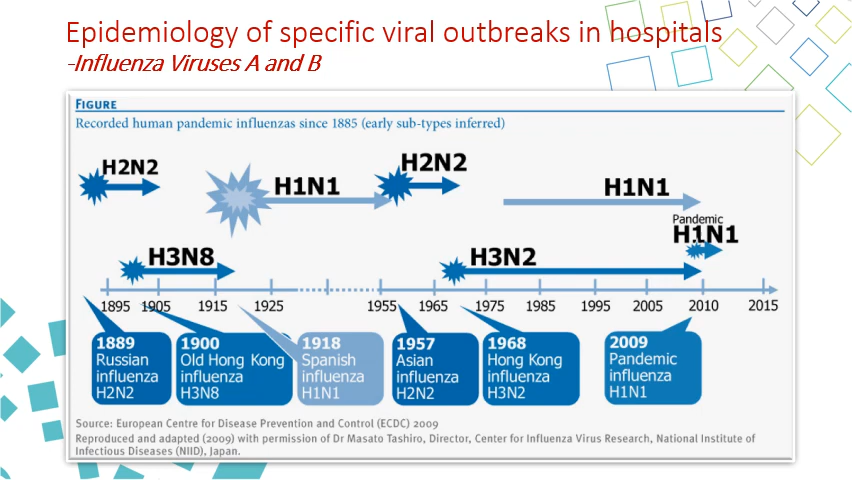 Epidemiology of specific viral outbreaks in hospitals
-Influenza Viruses A and B
FIGURE
Recorded human pandemic influenzas since 1885 (early sub-types inferred)
H2N2
H1N1
H2N2
H1N1
Pandemic
H1N1
H3N8
H3N2
1895 1905 1915 1925 1955 1965 1975 1985 1995 2005 2010 2015
1889
Russian
influenza
H2N2
1900
Old Hong Kong
influenza
H3N8
1918
Spanish
influenza
H1N1
1957
Asian
influenza
H2N2
1968
Hong Kong
influenza
H3N2
2009
Pandemic
influenza
H1N1
Source: European Centre for Disease Prevention and Control (ECDC) 2009
Reproduced and adapted (2009) with permission of Dr Masato Tashiro, Director, Center for Influenza Virus Research, National Institute of
Infectious Diseases (NIID), Japan.